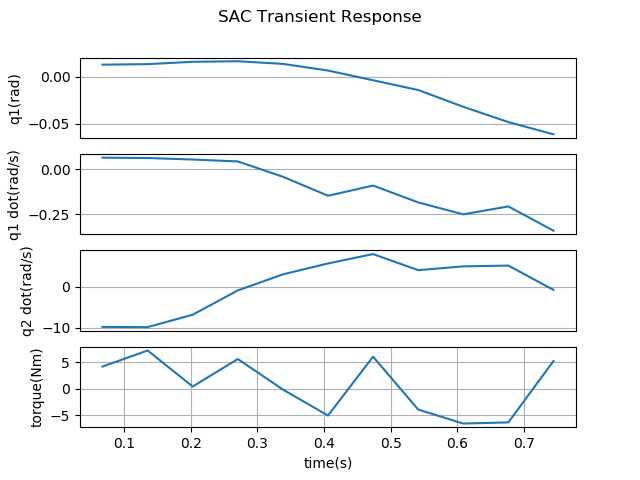 SAC Transient Response
q1(rad)
0.00
−0.05
q1 dot(rad/s)
0.00
−0.25
q2 dot(rad/s)
0
−10
torque(Nm)
5
0
−5
0.1 0.2 0.3 0.4 0.5 0.6 0.7
time(s)